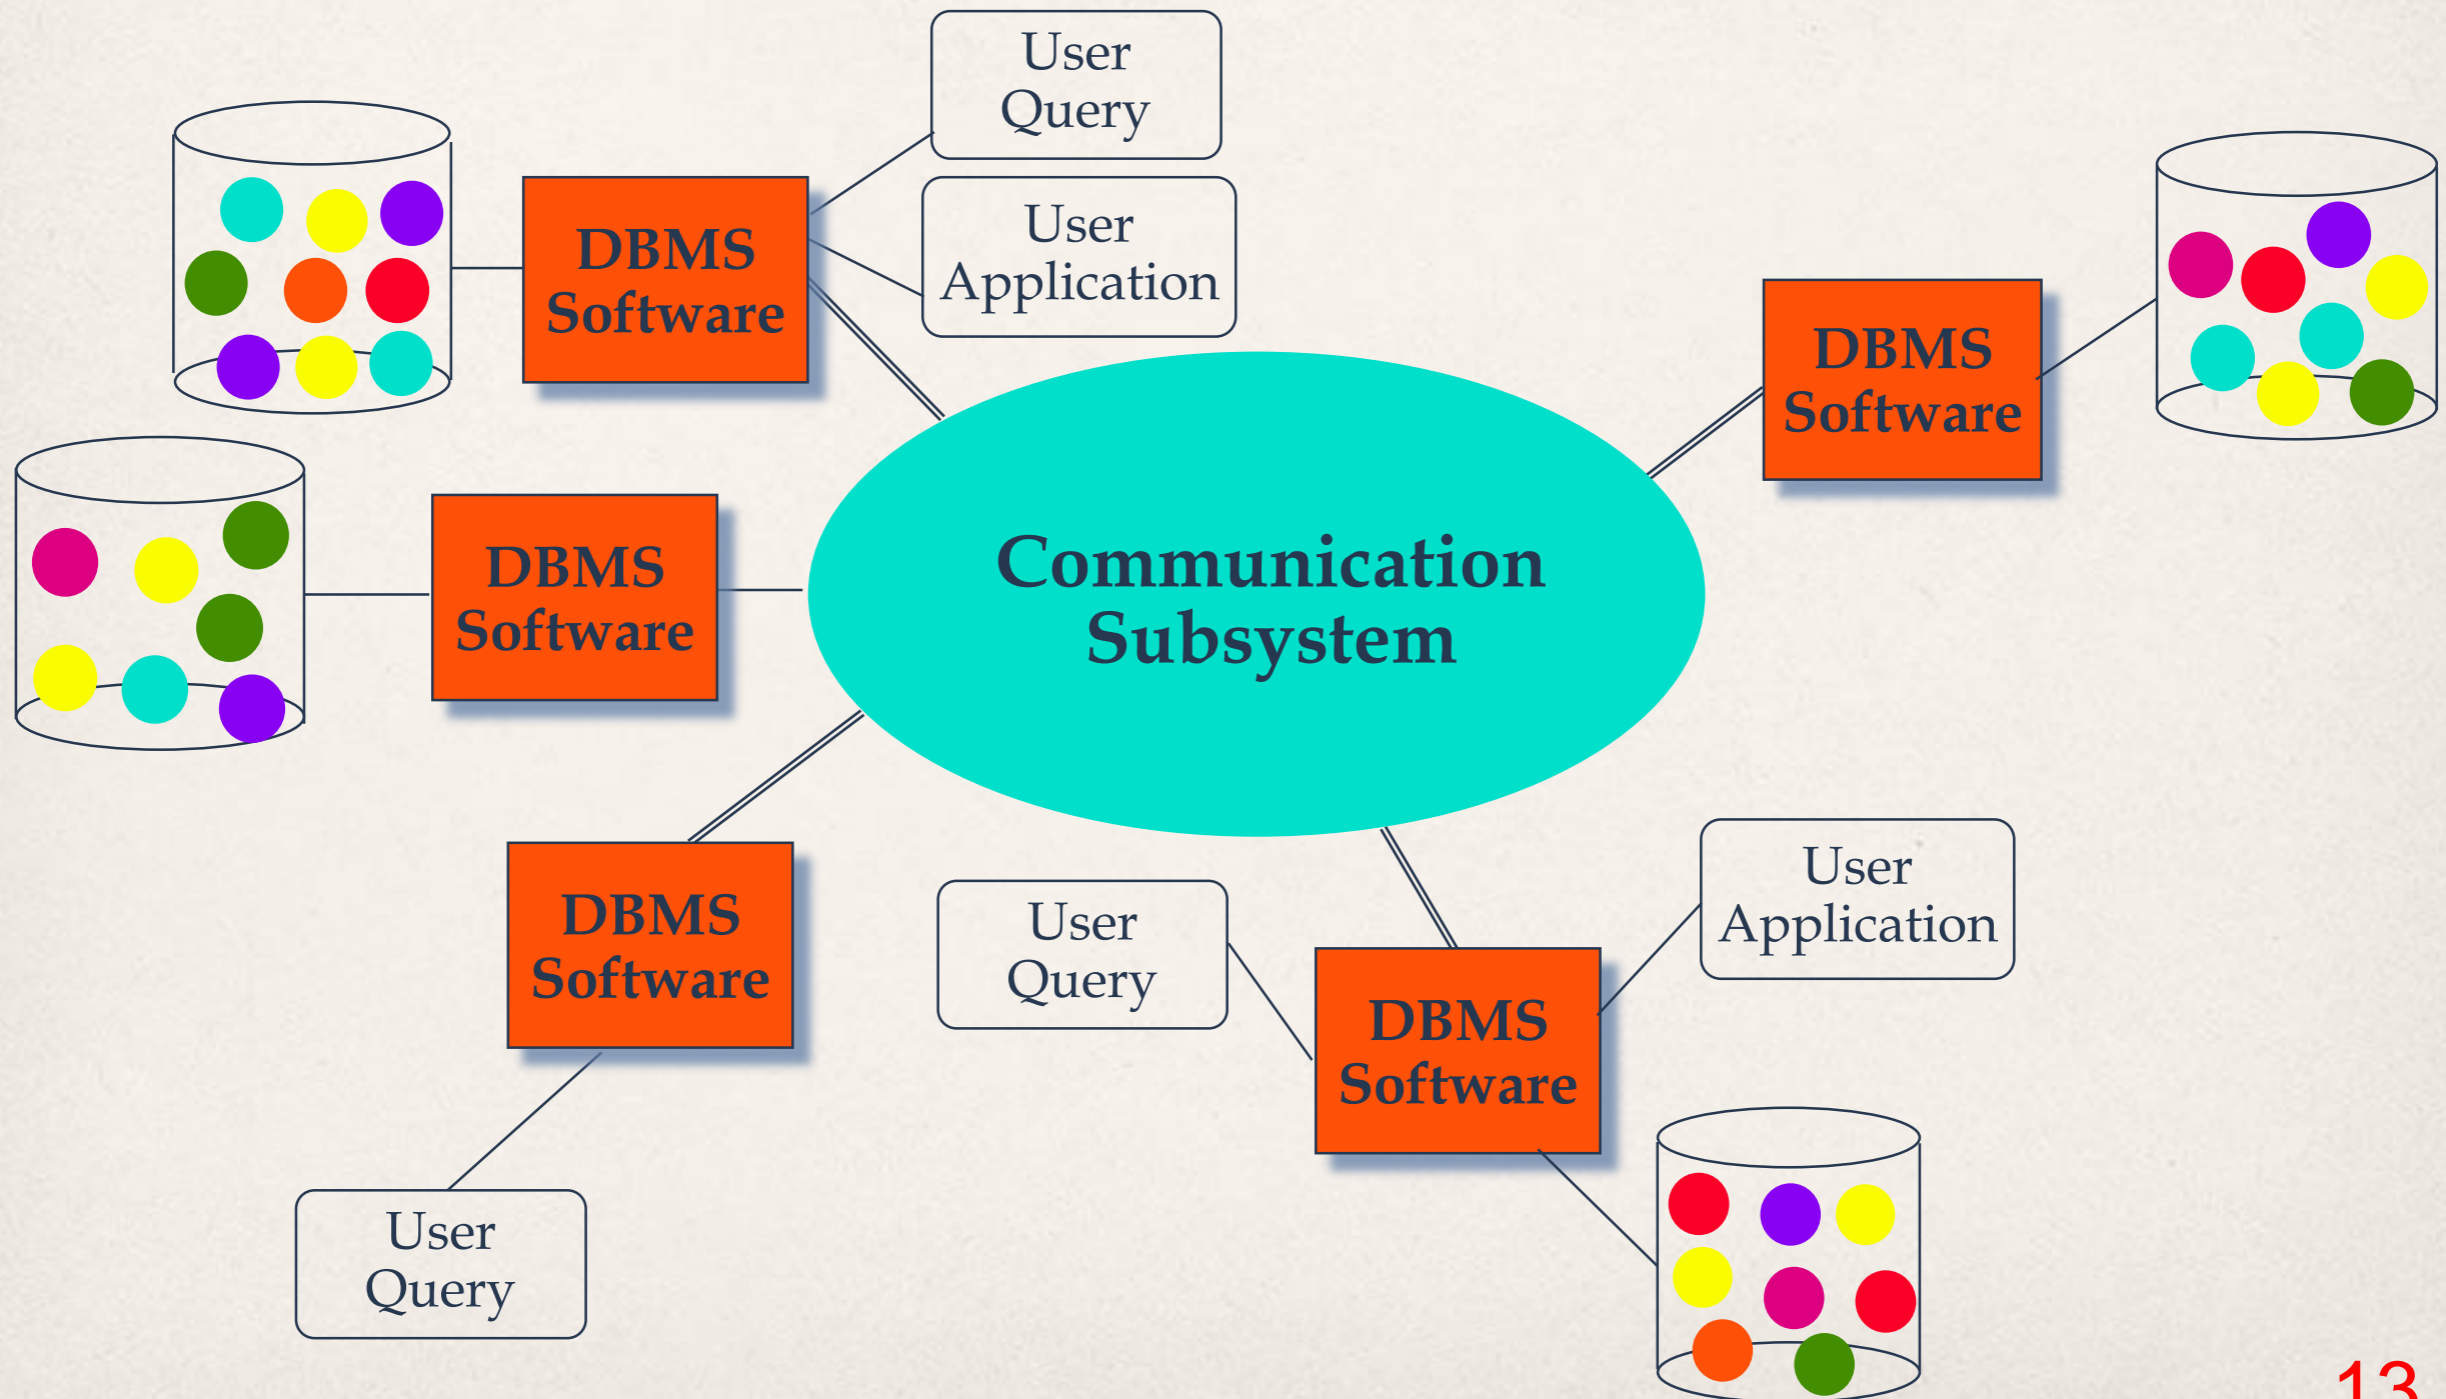 User
Query
User
Application
DBMS
Software
DBMS
Software
Communication
Subsystem
DBMS
Software
DBMS
Software
User
Query
User
Application
DBMS
Software
User
Query
13